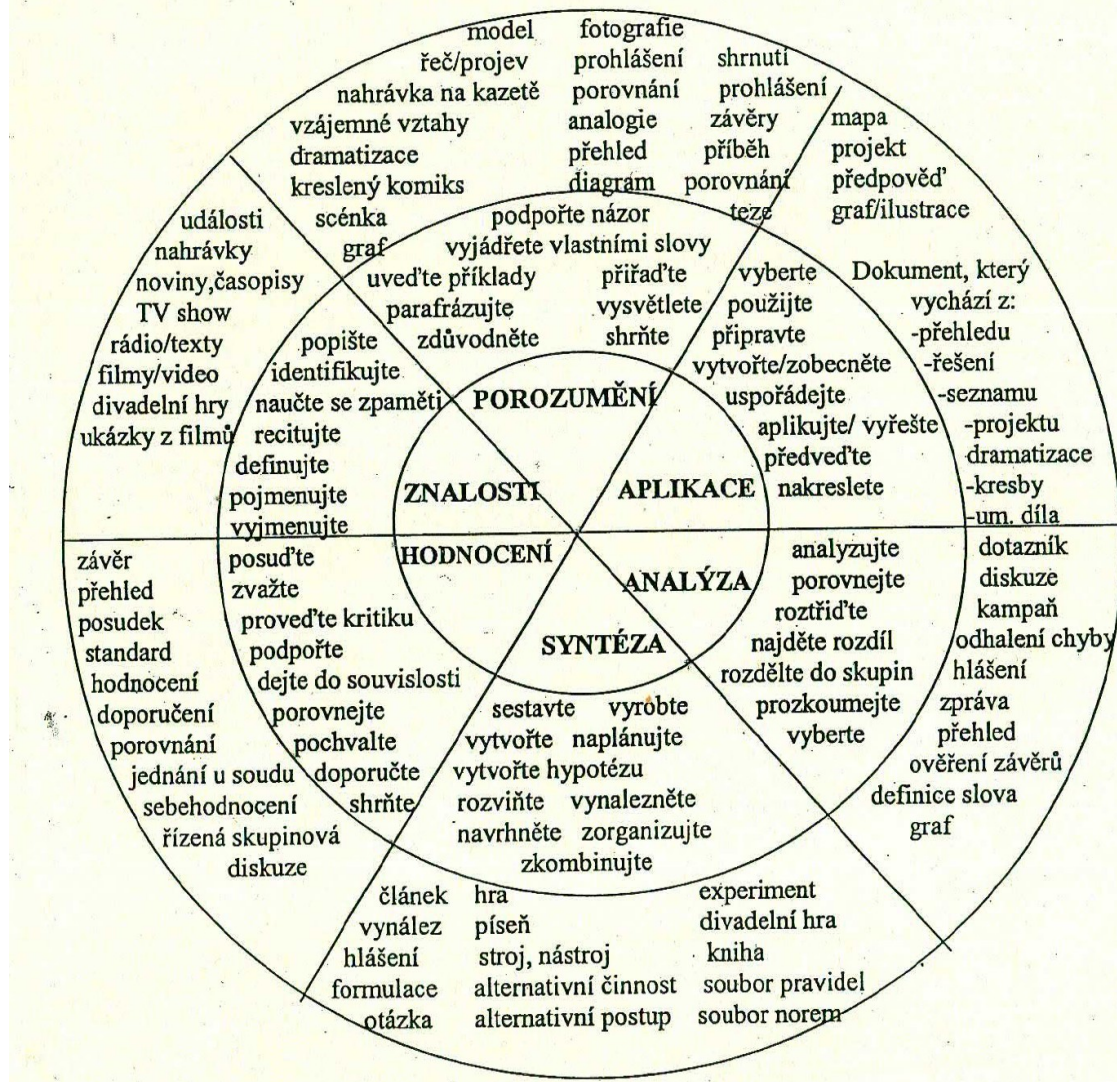 model fotografie
řeč/projev prohlášení shrnutí
nahrávka na kazetě porovnání prohlášení
vzájemné vztahy analogie závěry
dramatizace přehled příběh
kreslený komiks diagram porovnání
scénka teze
graf
mapa
projekt
předpověď
graf/ilustrace
události
nahrávky
noviny,časopisy
TV show
rádio/texty
filmy/video
divadelní hry
ukázky z filmů
podpořte názor
vyjádřete vlastními slovy
uveďte příklady přiřaďte
parafrázujte vysvětlete
zdůvodněte shrňte
popište
identifikujte
naučte se zpaměti
recitujte
definujte
pojmenujte
vyjmenujte
vyberte
použijte
připravte
vytvořte/zobecněte
uspořádejte
aplikujte/ vyřešte
předveďte
nakreslete
Dokument, který
vychází z:
-přehledu
-řešení
-seznamu
-projektu
-dramatizace
-kresby
-um. díla
POROZUMĚNÍ
ZNALOSTI
APLIKACE
HODNOCENÍ
ANALÝZA
SYNTÉZA
závěr
přehled
posudek
standard
hodnocení
doporučení
porovnání
jednání u soudu
sebehodnocení
řízená skupinová
diskuze
posuďte
zvažte
proveďte kritiku
podpořte
dejte do souvislosti
porovnejte
pochvalte
doporučte
shrňte
analyzujte
porovnejte
roztřiďte
najděte rozdíl
rozdělte do skupin
prozkoumejte
vyberte
dotazník
diskuze
kampaň
odhalení chyby
hlášení
zpráva
přehled
ověření závěrů
definice slova
graf
sestavte vyrobte
vytvořte naplánujte
vytvořte hypotézu
rozviňte vynalezněte
navrhněte zorganizujte
zkombinujte
článek hra experiment
vynález píseň divadelní hra
hlášení stroj, nástroj kniha
formulace alternativní činnost soubor pravidel
otázka alternativní postup soubor norem